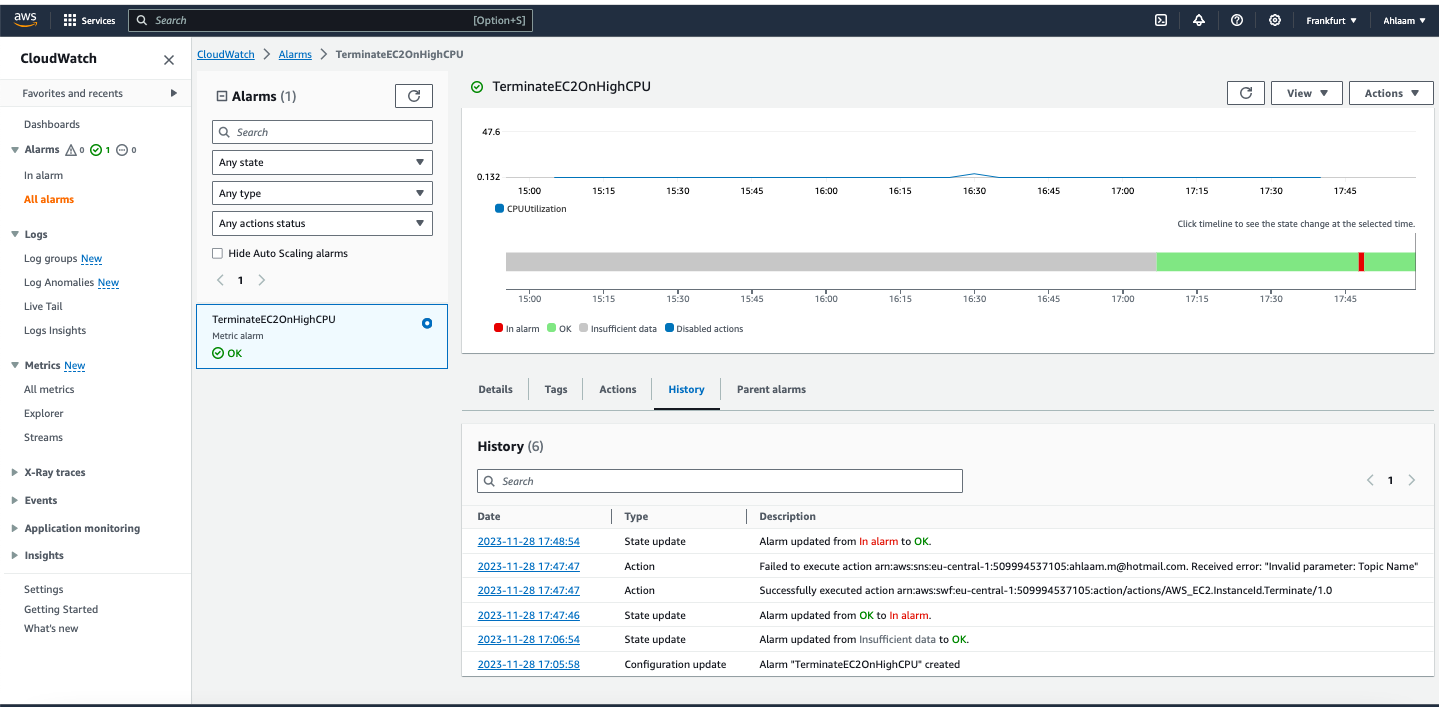 aws
Services
Search [Option+S]
Frankfurt
Ahlaam
CloudWatch
Favorites and recents
Dashboards
Alarms 0 1 0
In alarm
All alarms
Logs
Log groups New
Log Anomalies New
Live Tail
Logs Insights
Metrics New
All metrics
Explorer
Streams
X-Ray traces
Events
Application monitoring
Insights
Settings
Getting Started
What's new
CloudWatch > Alarms > TerminateEC2OnHighCPU
Alarms (1)
Search
Any state
Any type
Any actions status
Hide Auto Scaling alarms
1
TerminateEC2OnHighCPU
Metric alarm
OK
TerminateEC2OnHighCPU
View
Actions
47.6
0.132
15:00 15:15 15:30 15:45 16:00 16:15 16:30 16:45 17:00 17:15 17:30 17:45
CPUUtilization
Click timeline to see the state change at the selected time.
15:00 15:15 15:30 15:45 16:00 16:15 16:30 16:45 17:00 17:15 17:30 17:45
In alarm OK Insufficient data Disabled actions
Details Tags Actions History Parent alarms
History (6)
Search
1
Date Type Description
2023-11-28 17:48:54 State update Alarm updated from In alarm to OK.
2023-11-28 17:47:47 Action Failed to execute action arn:aws:sns:eu-central-1:509994537105:ahlaam.m@hotmail.com. Received error: "Invalid parameter: Topic Name"
2023-11-28 17:47:47 Action Successfully executed action arn:aws:swf:eu-central-1:509994537105:action/actions/AWS_EC2.InstanceId.Terminate/1.0
2023-11-28 17:47:46 State update Alarm updated from OK to In alarm.
2023-11-28 17:06:54 State update Alarm updated from Insufficient data to OK.
2023-11-28 17:05:58 Configuration update Alarm "TerminateEC2OnHighCPU" created